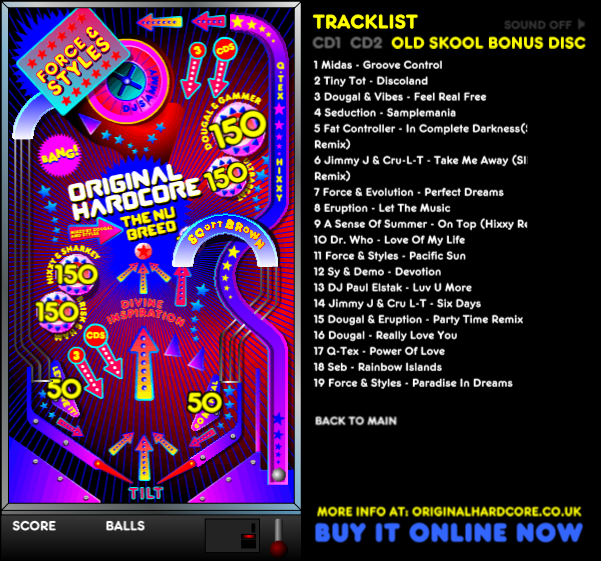 FORCE &
STYLES
DJ SAMMY
3
CDS
Q-TEX
HIXXY
DOUGAL & GAMMER
150
150
BANG!
ORIGINAL
HARDCORE
THE NU
BREED
MIXED BY DOUGAL
AND STYLES
SCOTT BROWN
HIXXY & SHARKEY
150
150
DIVINE
INSPIRATION
3
CDS
50
50
TILT
SCORE
BALLS
TRACKLIST
SOUND OFF
CD1 CD2 OLD SKOOL BONUS DISC
1 Midas - Groove Control
2 Tiny Tot - Discoland
3 Dougal & Vibes - Feel Real Free
4 Seduction - Samplemania
5 Fat Controller - In Complete Darkness(
Remix)
6 Jimmy J & Cru-L-T - Take Me Away (
Remix)
7 Force & Evolution - Perfect Dreams
8 Eruption - Let The Music
9 A Sense Of Summer - On Top (Hixxy Re
10 Dr. Who - Love Of My Life
11 Force & Styles - Pacific Sun
12 Sy & Demo - Devotion
13 DJ Paul Elstak - Luv U More
14 Jimmy J & Cru L-T - Six Days
15 Dougal & Eruption - Party Time Remix
16 Dougal - Really Love You
17 Q-Tex - Power Of Love
18 Seb - Rainbow Islands
19 Force & Styles - Paradise In Dreams
BACK TO MAIN
MORE INFO AT: ORIGINALHARDCORE.CO.UK
BUY IT ONLINE NOW